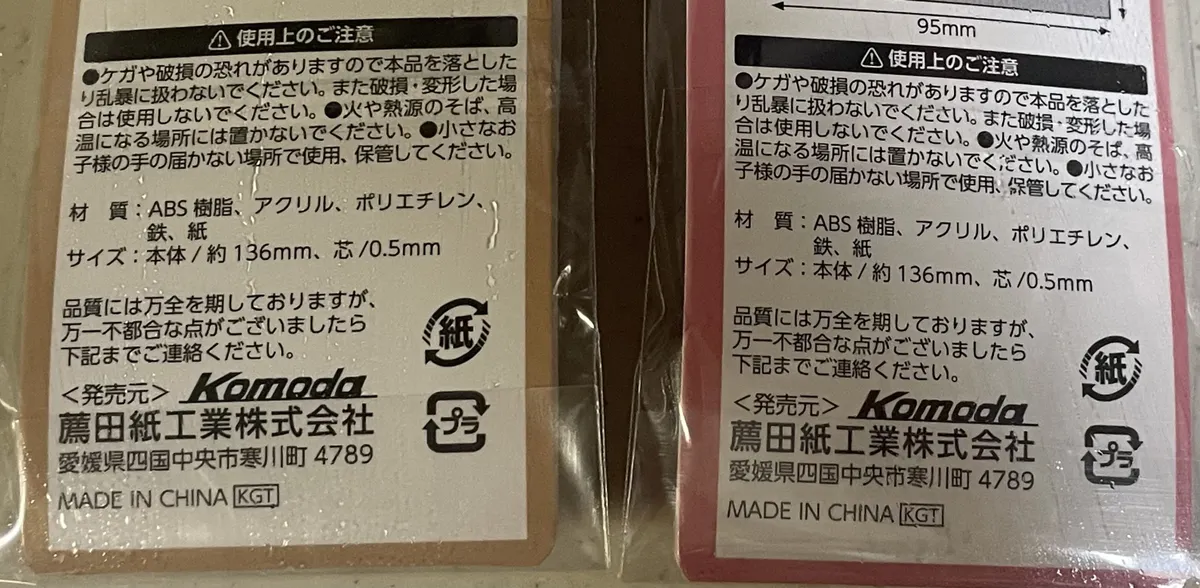 ⚠ 使用上のご注意
●ケガや破損の恐れがありますので本品を落とした
り乱暴に扱わないでください。また破損・変形した場
合は使用しないでください。●火や熱源のそば、高
温になる場所には置かないでください。●小さなお
子様の手の届かない場所で使用、保管してください。
材 質：ABS 樹脂、アクリル、ポリエチレン、
鉄、紙
サイズ：本体 / 約 136mm、芯 /0.5mm
品質には万全を期しておりますが、
万一不都合な点がございましたら
下記までご連絡ください。
紙
<発売元> Komoda
薦田紙工業株式会社
プラ
愛媛県四国中央市寒川町 4789
MADE IN CHINA KGT
95mm
⚠ 使用上のご注意
●ケガや破損の恐れがありますので本品を落とした
り乱暴に扱わないでください。また破損・変形した場
合は使用しないでください。●火や熱源のそば、高
温になる場所には置かないでください。●小さなお
子様の手の届かない場所で使用、保管してください。
材 質：ABS 樹脂、アクリル、ポリエチレン、
鉄、紙
サイズ：本体 / 約 136mm、芯 /0.5mm
品質には万全を期しておりますが、
万一不都合な点がございましたら
下記までご連絡ください。
紙
<発売元> Komoda
薦田紙工業株式会社
プラ
愛媛県四国中央市寒川町 4789
MADE IN CHINA KGT